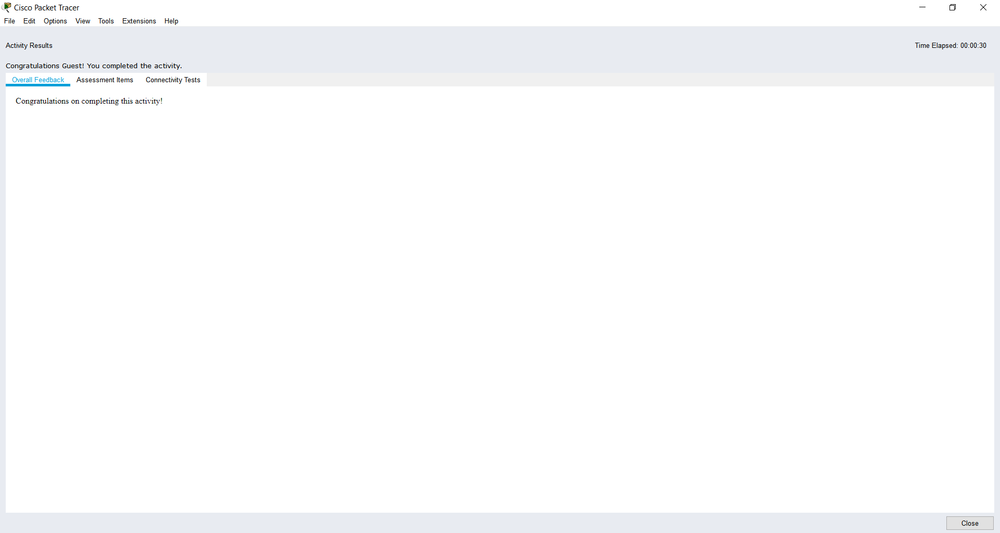 Cisco Packet Tracer
File Edit Options View Tools Extensions Help
Activity Results Time Elapsed: 00:00:30
Congratulations Guest! You completed the activity.
Overall Feedback Assessment Items Connectivity Tests
Congratulations on completing this activity!
Close